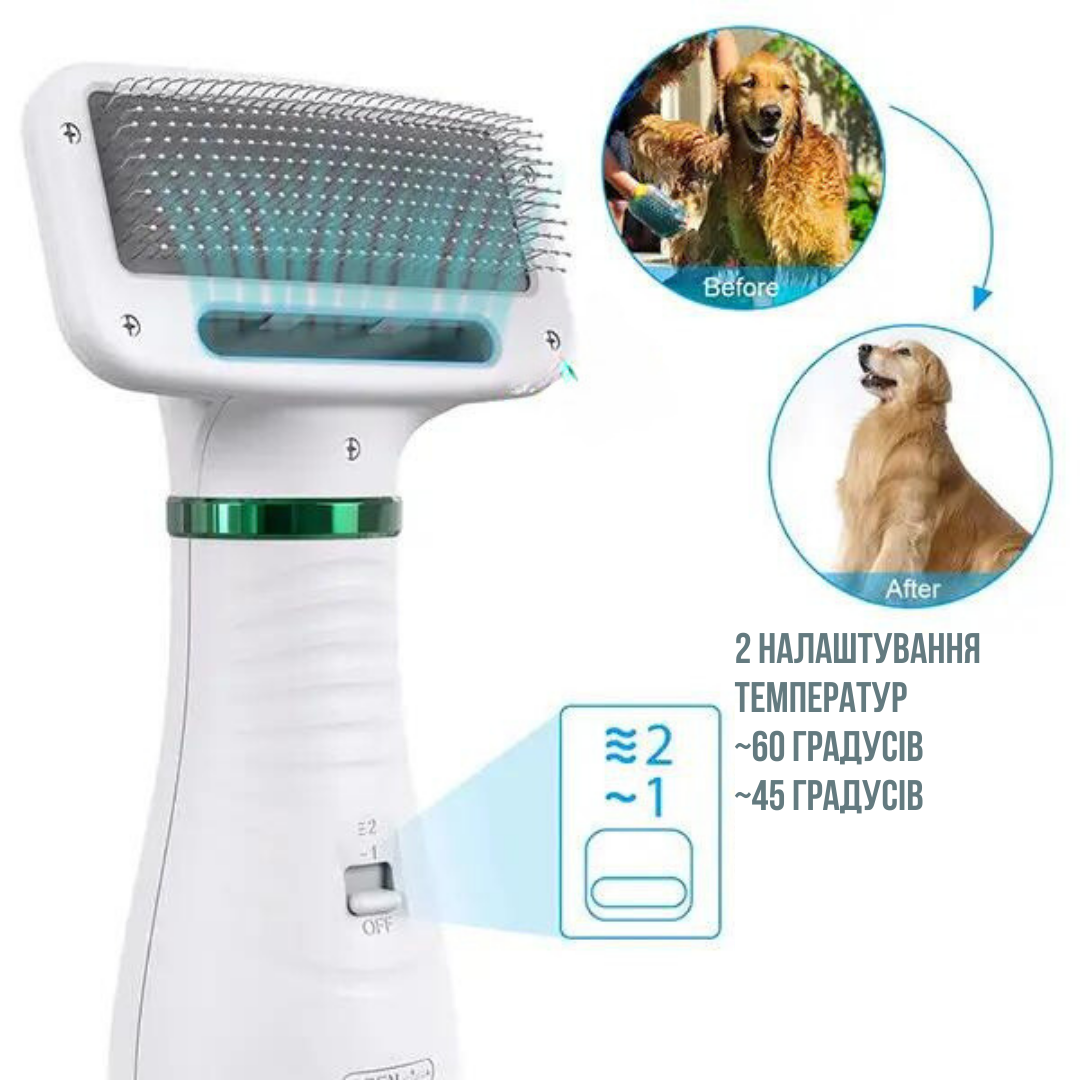 Before
After
2 НАЛАШТУВАННЯ
ТЕМПЕРАТУР
~60 ГРАДУСІВ
~45 ГРАДУСІВ
≋2
~1
≋2
~1
OFF